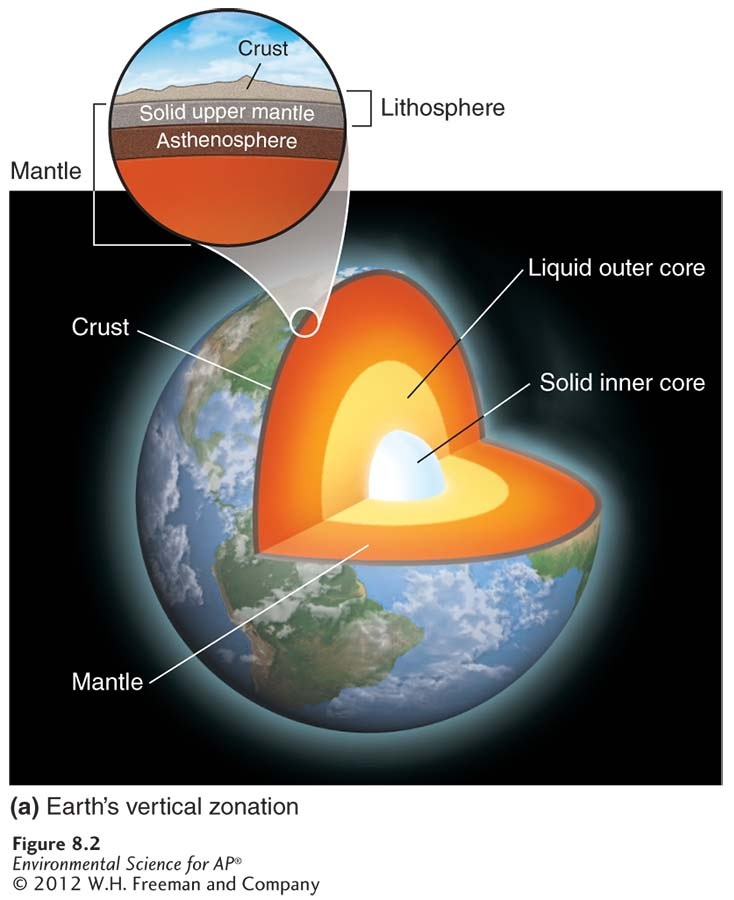 Crust
Solid upper mantle
Lithosphere
Asthenosphere
Mantle
Liquid outer core
Crust
Solid inner core
Mantle
(a) Earth's vertical zonation
Figure 8.2
Environmental Science for AP®
© 2012 W.H. Freeman and Company